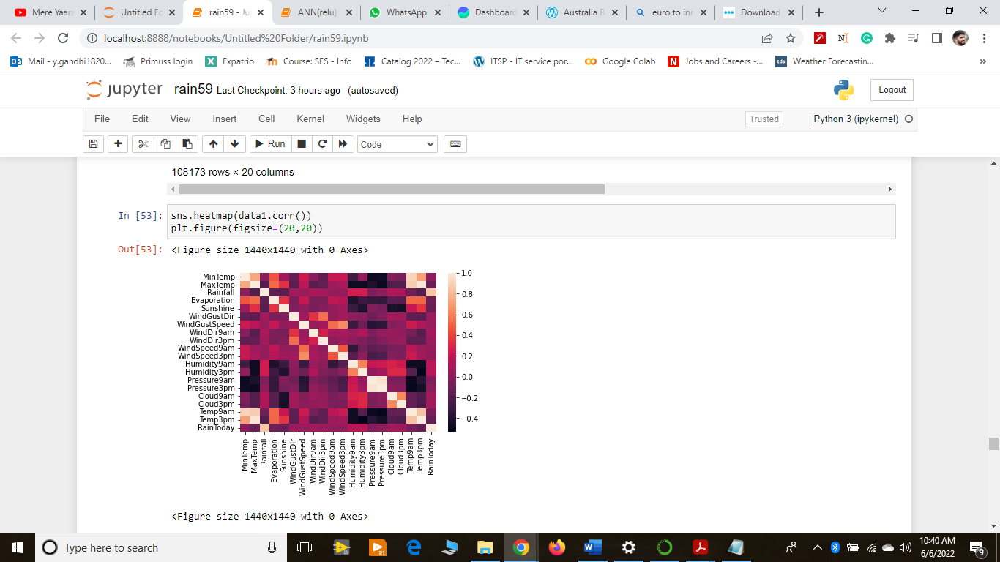 Mere Yaara
Untitled Fo
rain59 - Ju
ANN(relu)
WhatsApp
Dashboard
Australia R
euro to inr
Download
localhost:8888/notebooks/Untitled%20Folder/rain59.ipynb
Mail - y.gandhi1820...
Primuss login
Expatrio
Course: SES - Info
Catalog 2022 – Tec...
ITSP - IT service por...
Google Colab
Jobs and Careers -...
Weather Forecastin...
»
jupyter rain59 Last Checkpoint: 3 hours ago (autosaved)
Logout
File Edit View Insert Cell Kernel Widgets Help
Trusted
Python 3 (ipykernel)
Run
Code
108173 rows × 20 columns
In [53]: sns.heatmap(data1.corr())
plt.figure(figsize=(20,20))
Out[53]: <Figure size 1440x1440 with 0 Axes>
MinTemp
MaxTemp
Rainfall
Evaporation
Sunshine
WindGustDir
WindGustSpeed
WindDir9am
WindDir3pm
WindSpeed9am
WindSpeed3pm
Humidity9am
Humidity3pm
Pressure9am
Pressure3pm
Cloud9am
Cloud3pm
Temp9am
Temp3pm
RainToday
MinTemp
MaxTemp
Rainfall
Evaporation
Sunshine
WindGustDir
WindGustSpeed
WindDir9am
WindDir3pm
WindSpeed9am
WindSpeed3pm
Humidity9am
Humidity3pm
Pressure9am
Pressure3pm
Cloud9am
Cloud3pm
Temp9am
Temp3pm
RainToday
1.0
0.8
0.6
0.4
0.2
0.0
−0.2
−0.4
<Figure size 1440x1440 with 0 Axes>
Type here to search
10:40 AM
6/6/2022
9